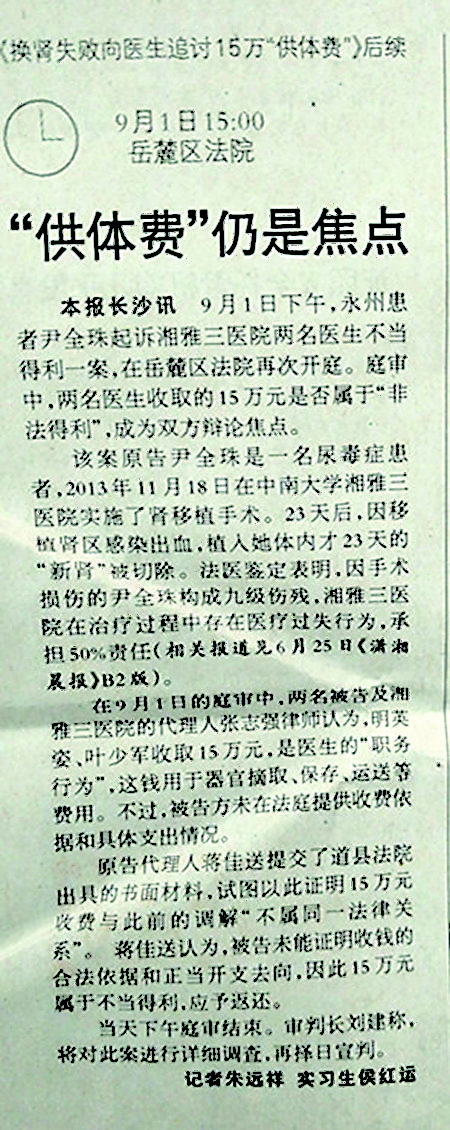 《换肾失败向医生追讨15万“供体费”》后续
9月1日15:00
岳麓区法院
“供体费”仍是焦点
本报长沙讯 9月1日下午,永州患
者尹全珠起诉湘雅三医院两名医生不当
得利一案,在岳麓区法院再次开庭。庭审
中,两名医生收取的15万元是否属于“非
法得利”,成为双方辩论焦点。
该案原告尹全珠是一名尿毒症患
者,2013年11月18日在中南大学湘雅三
医院实施了肾移植手术。23天后,因移
植肾区感染出血,植入她体内才23天的
“新肾”被切除。法医鉴定表明,因手术
损伤的尹全珠构成九级伤残,湘雅三医
院在治疗过程中存在医疗过失行为,承
担50%责任(相关报道见6月25日《潇湘
晨报》B2版)。
在9月1日的庭审中,两名被告及湘
雅三医院的代理人张志强律师认为,明英
姿、叶少军收取15万元,是医生的“职务
行为”,这钱用于器官摘取、保存、运送等
费用。不过,被告方未在法庭提供收费依
据和具体支出情况。
原告代理人蒋佳送提交了道县法院
出具的书面材料,试图以此证明15万元
收费与此前的调解“不属同一法律关
系”。蒋佳送认为,被告未能证明收钱的
合法依据和正当开支去向,因此15万元
属于不当得利,应予返还。
当天下午庭审结束。审判长刘建称,
将对此案进行详细调查,再择日宣判。
记者朱远祥 实习生侯红运